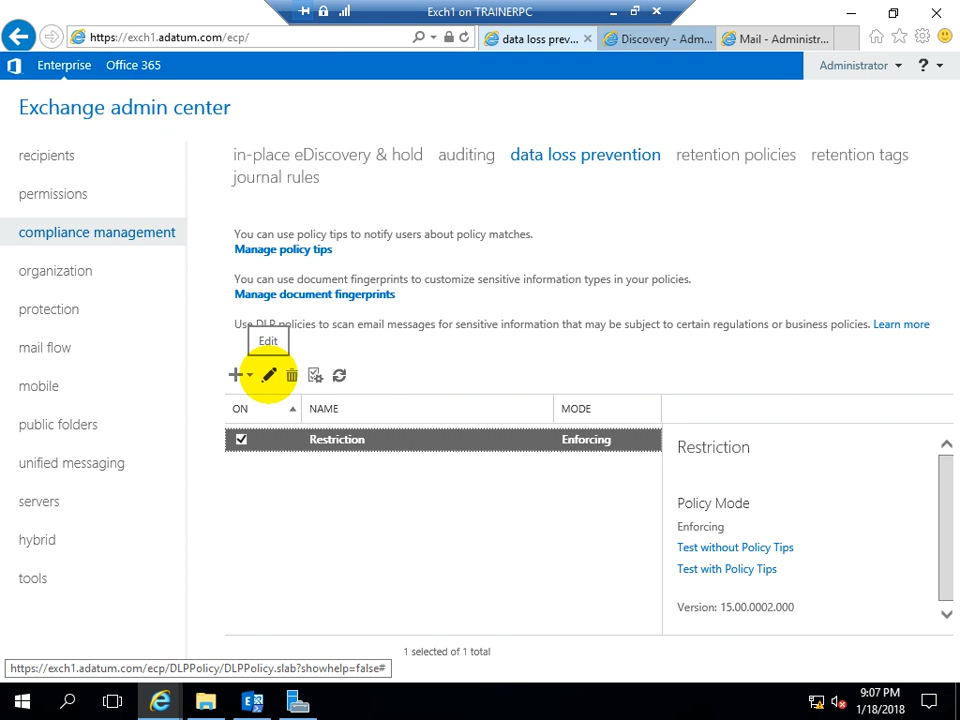 Exch1 on TRAINERPC
https://exch1.adatum.com/ecp/
data loss prev...
Discovery - Adm...
Mail - Administr...
Enterprise
Office 365
Administrator
?
Exchange admin center
recipients
permissions
compliance management
organization
protection
mail flow
mobile
public folders
unified messaging
servers
hybrid
tools
in-place eDiscovery & hold
auditing
data loss prevention
retention policies
retention tags
journal rules
You can use policy tips to notify users about policy matches.
Manage policy tips
You can use document fingerprints to customize sensitive information types in your policies.
Manage document fingerprints
Use DLP policies to scan email messages for sensitive information that may be subject to certain regulations or business policies. Learn more
Edit
ON
NAME
MODE
Restriction
Enforcing
Restriction
Policy Mode
Enforcing
Test without Policy Tips
Test with Policy Tips
Version: 15.00.0002.000
1 selected of 1 total
https://exch1.adatum.com/ecp/DLPPolicy/DLPPolicy.slab?showhelp=false#
9:07 PM
1/18/2018